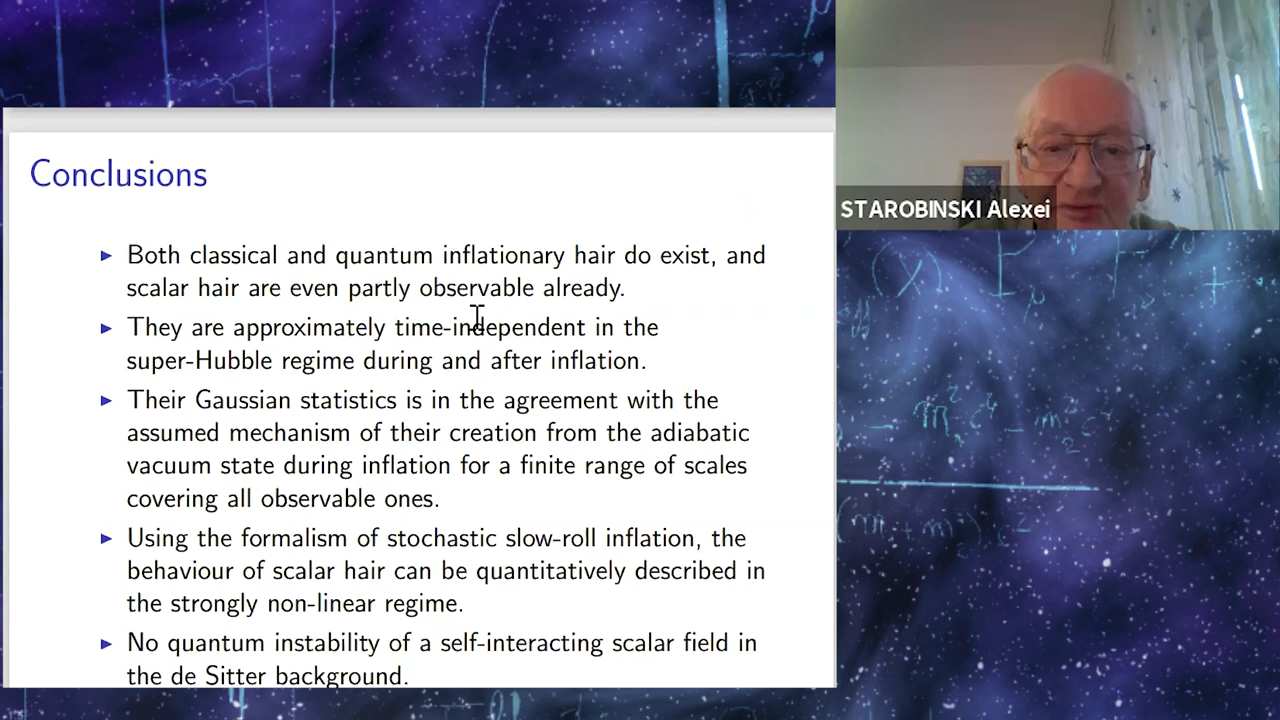 Conclusions
Both classical and quantum inflationary hair do exist, and
scalar hair are even partly observable already.
They are approximately time-independent in the
super-Hubble regime during and after inflation.
Their Gaussian statistics is in the agreement with the
assumed mechanism of their creation from the adiabatic
vacuum state during inflation for a finite range of scales
covering all observable ones.
Using the formalism of stochastic slow-roll inflation, the
behaviour of scalar hair can be quantitatively described in
the strongly non-linear regime.
No quantum instability of a self-interacting scalar field in
the de Sitter background.
STAROBINSKI Alexei